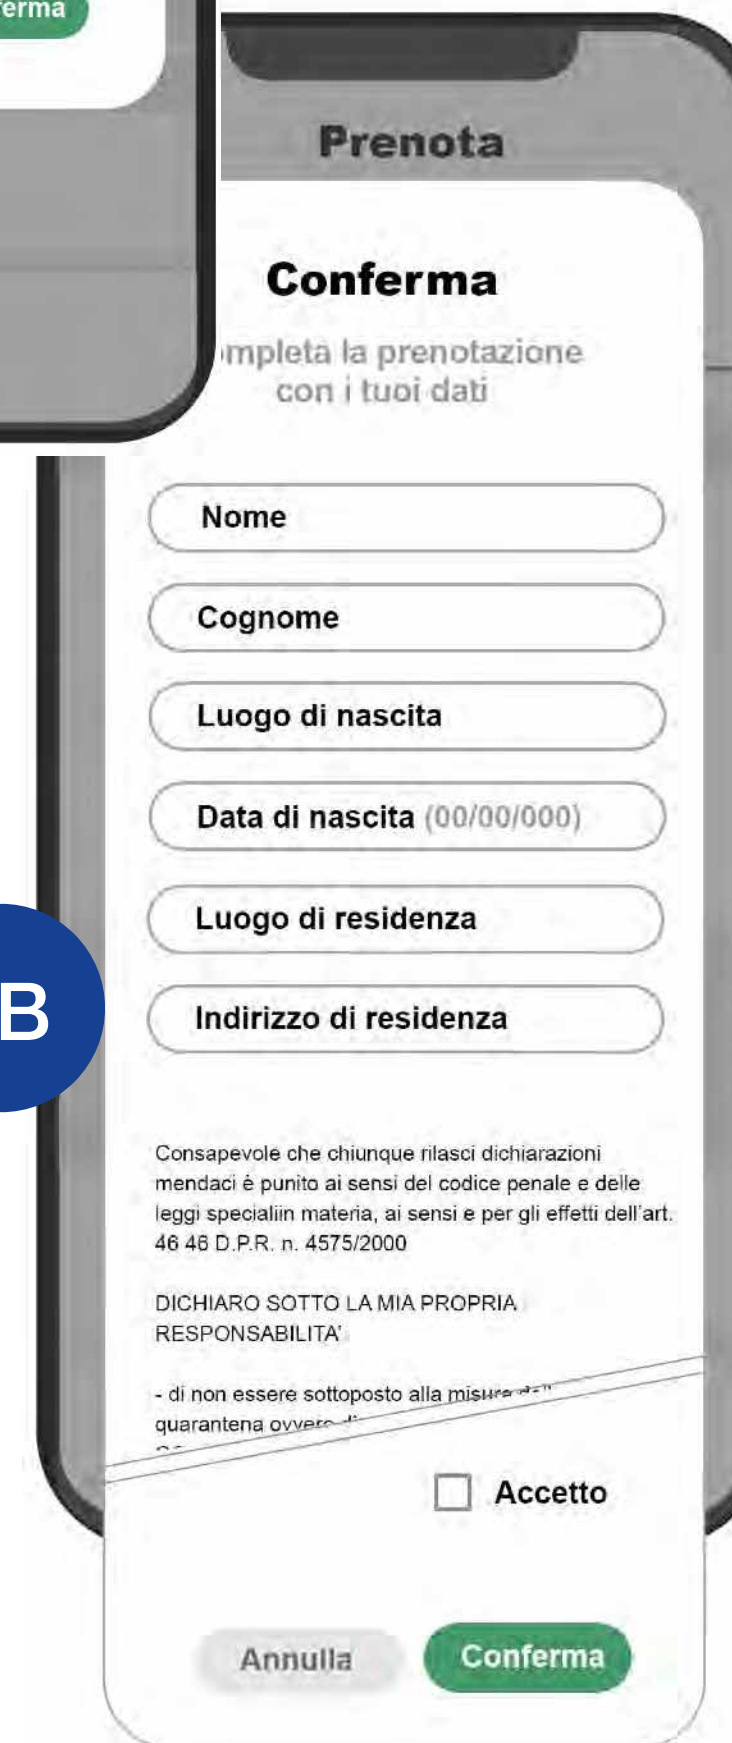 Prenota
Conferma
la prenotazione
con i tuoi dati
Nome
Cognome
Luogo di nascita
Data di nascita (00/00/000)
Luogo di residenza
Indirizzo di residenza
B
Consapevole che chiunque rilasci dichiarazioni
mendaci è punito ai sensi del codice penale e delle
leggi specialiin materia, ai sensi e per gli effetti dell'art.
46 46 D.P.R. n. 4575/2000
DICHIARO SOTTO LA MIA PROPRIA
RESPONSABILITA'
- di non essere sottoposto alla misura
quarantena ovvero
Accetto
Annulla
Conferma